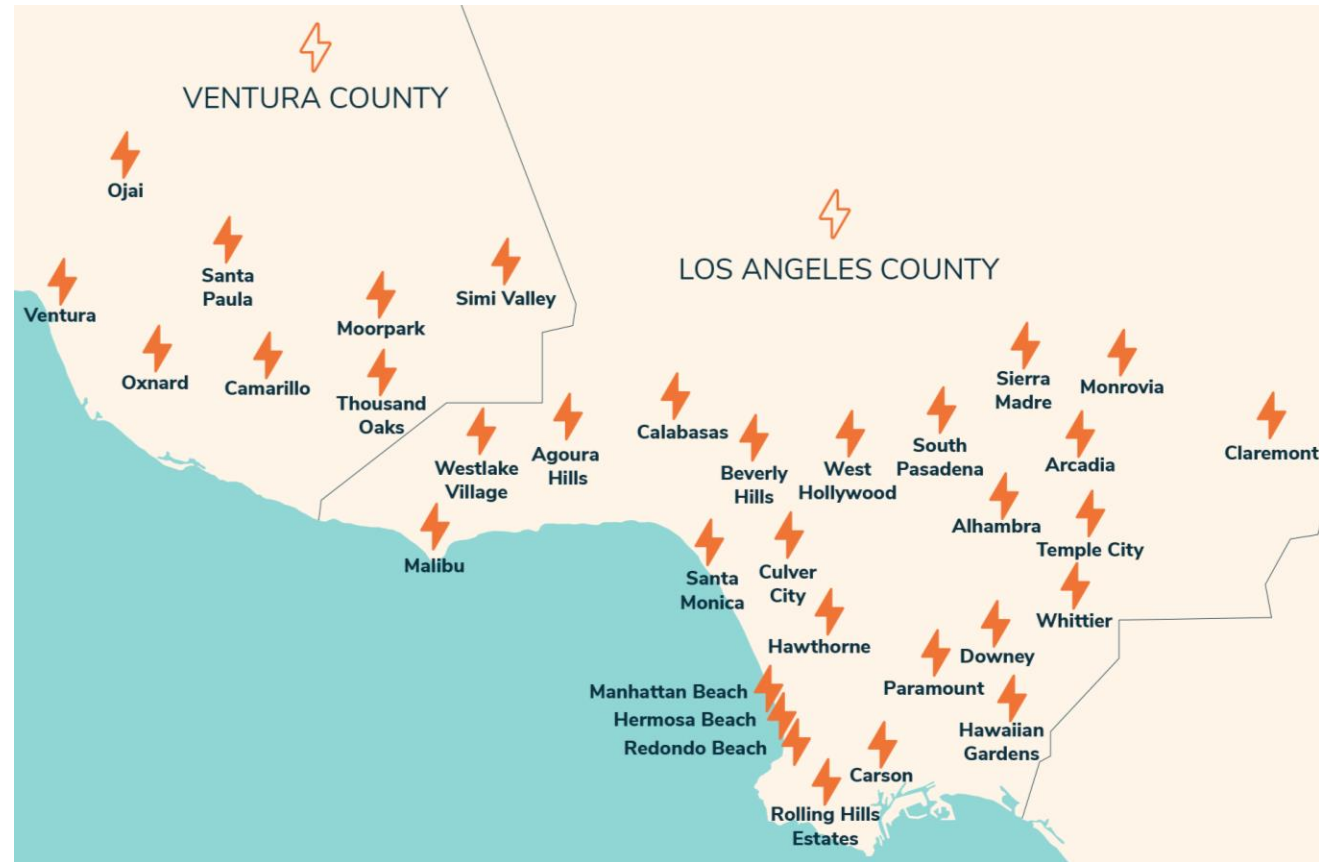 VENTURA COUNTY
Ojai
LOS ANGELES COUNTY
Santa
Paula
Simi Valley
Ventura
Moorpark
Oxnard
Camarillo
Thousand
Oaks
Sierra
Madre
Monrovia
Calabasas
Agoura
Hills
Westlake
Village
Beverly
Hills
West
Hollywood
South
Pasadena
Arcadia
Claremont
Alhambra
Temple City
Malibu
Santa
Monica
Culver
City
Whittier
Hawthorne
Downey
Paramount
Manhattan Beach
Hermosa Beach
Redondo Beach
Hawaiian
Gardens
Carson
Rolling Hills
Estates